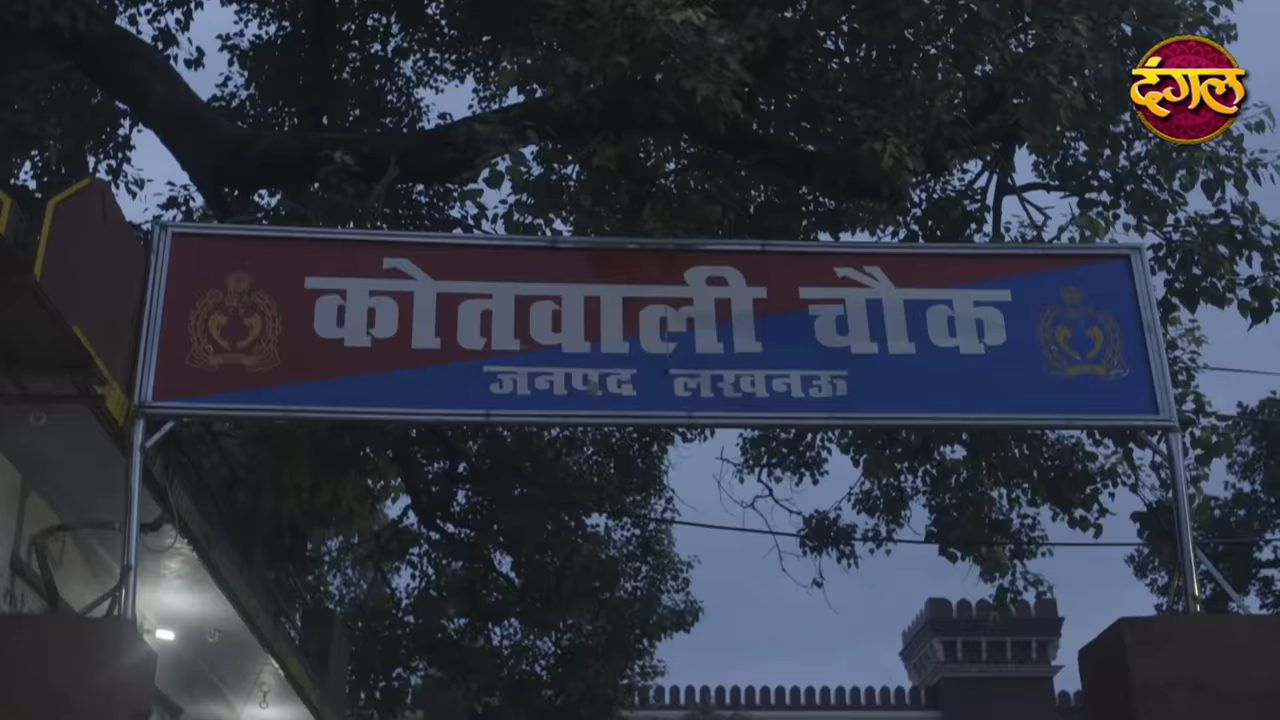 दंगल
कोतवाली चौक
जनपद लखनऊ